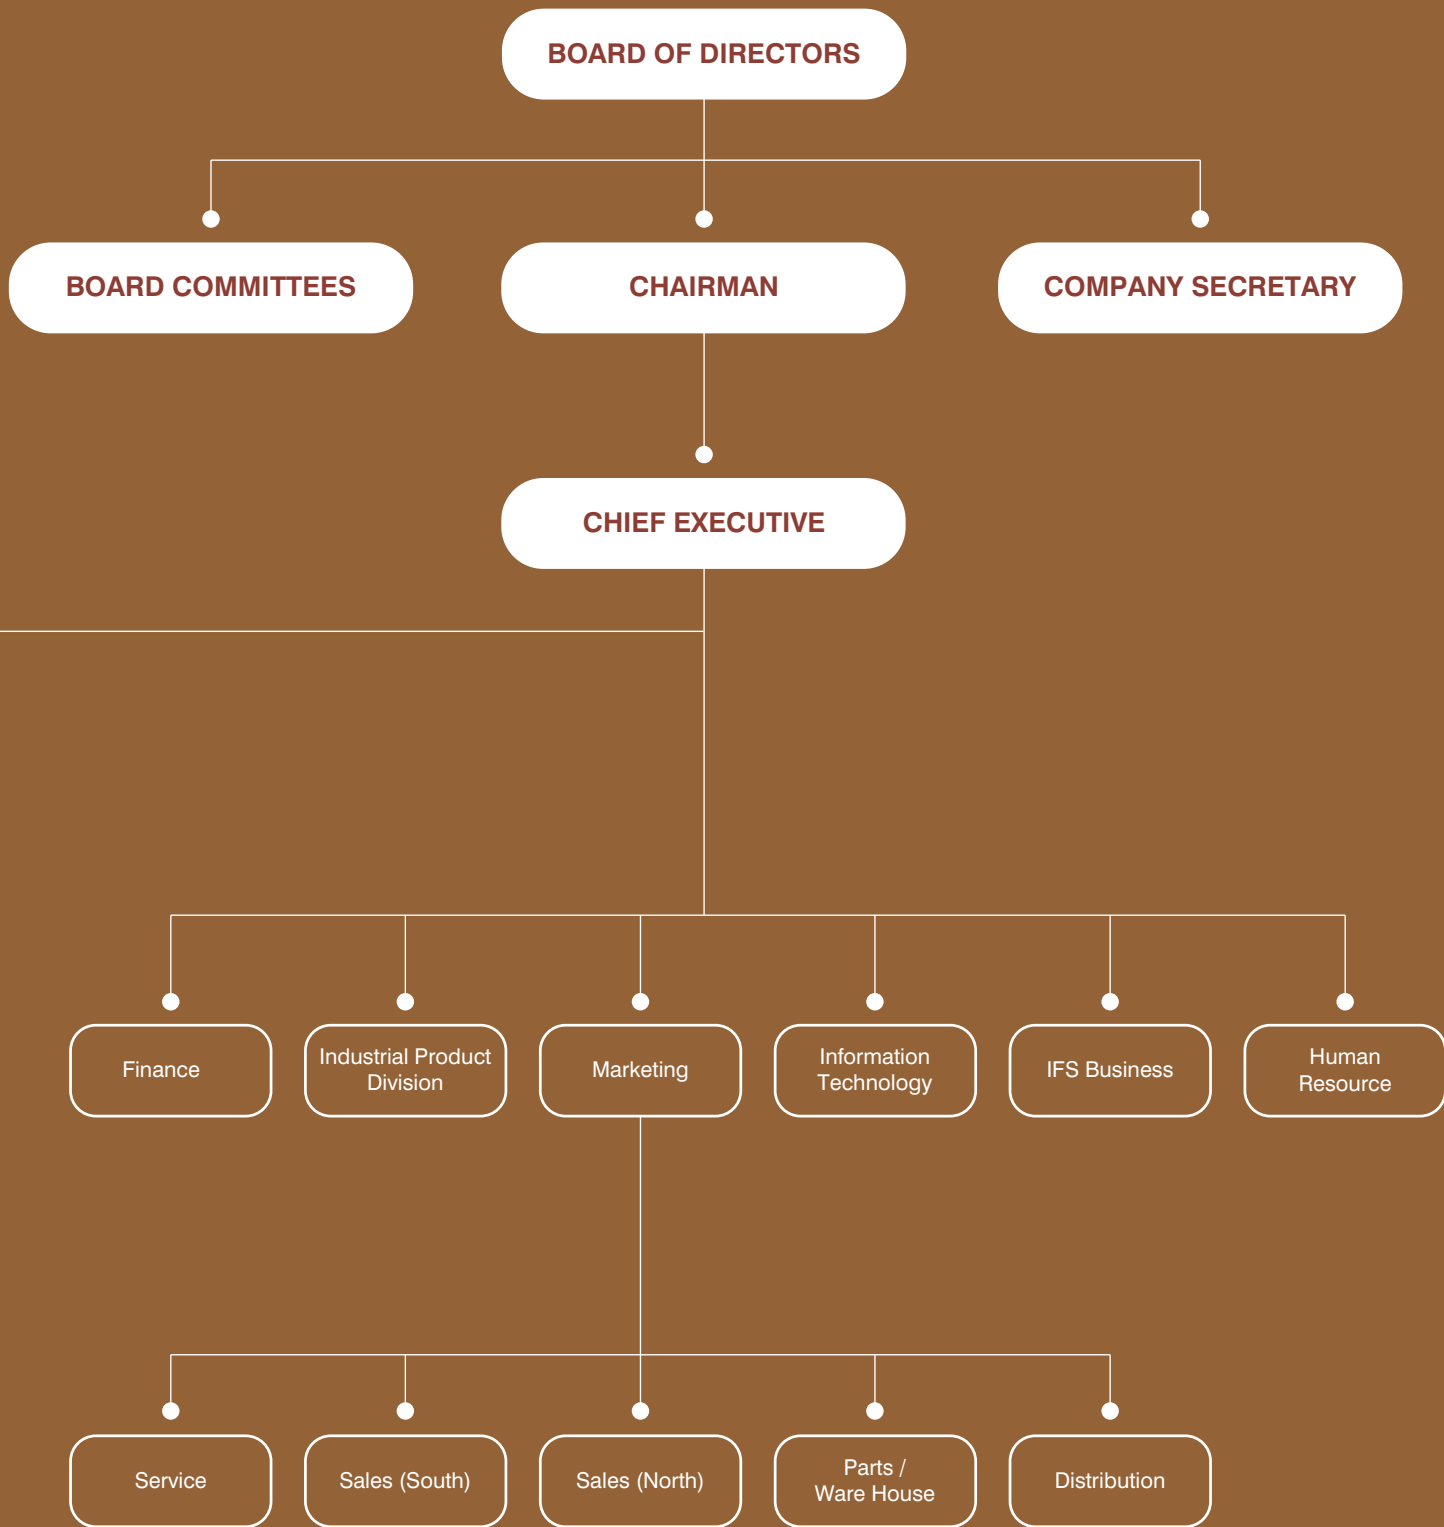 BOARD OF DIRECTORS
BOARD COMMITTEES
CHAIRMAN
COMPANY SECRETARY
CHIEF EXECUTIVE
Finance
Industrial Product
Division
Marketing
Information
Technology
IFS Business
Human
Resource
Service
Sales (South)
Sales (North)
Parts /
Ware House
Distribution